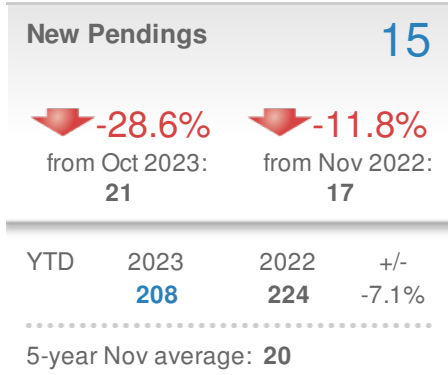 New Pendings 15
-28.6% -11.8%
from Oct 2023: from Nov 2022:
21 17
YTD 2023 2022 +/-
208 224 -7.1%
5-year Nov average: 20